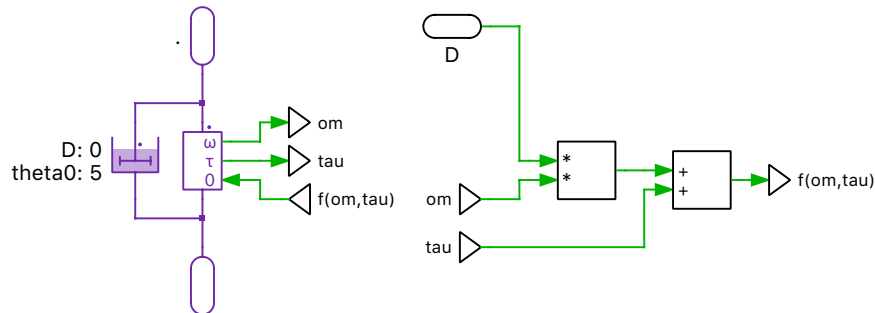 D
om
D: 0
theta0: 5
ω
τ
0
tau
f(om,tau)
*
*
om
tau
+
+
f(om,tau)